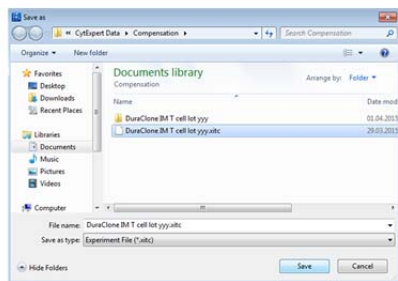 Save as
« CytExpert Data ▸ Compensation ▸
Search Compensation
Organize ▾ New folder
Favorites
Desktop
Downloads
Recent Places
Libraries
Documents
Music
Pictures
Videos
Computer
Documents library
Compensation
Arrange by: Folder ▾
Name Date mod
DuraClone IM T cell lot yyy 01.04.2015
DuraClone IM T cell lot yyy.xitc 29.03.2015
File name: DuraClone IM T cell lot yyy.xitc
Save as type: Experiment File (*.xitc)
Hide Folders
Save Cancel